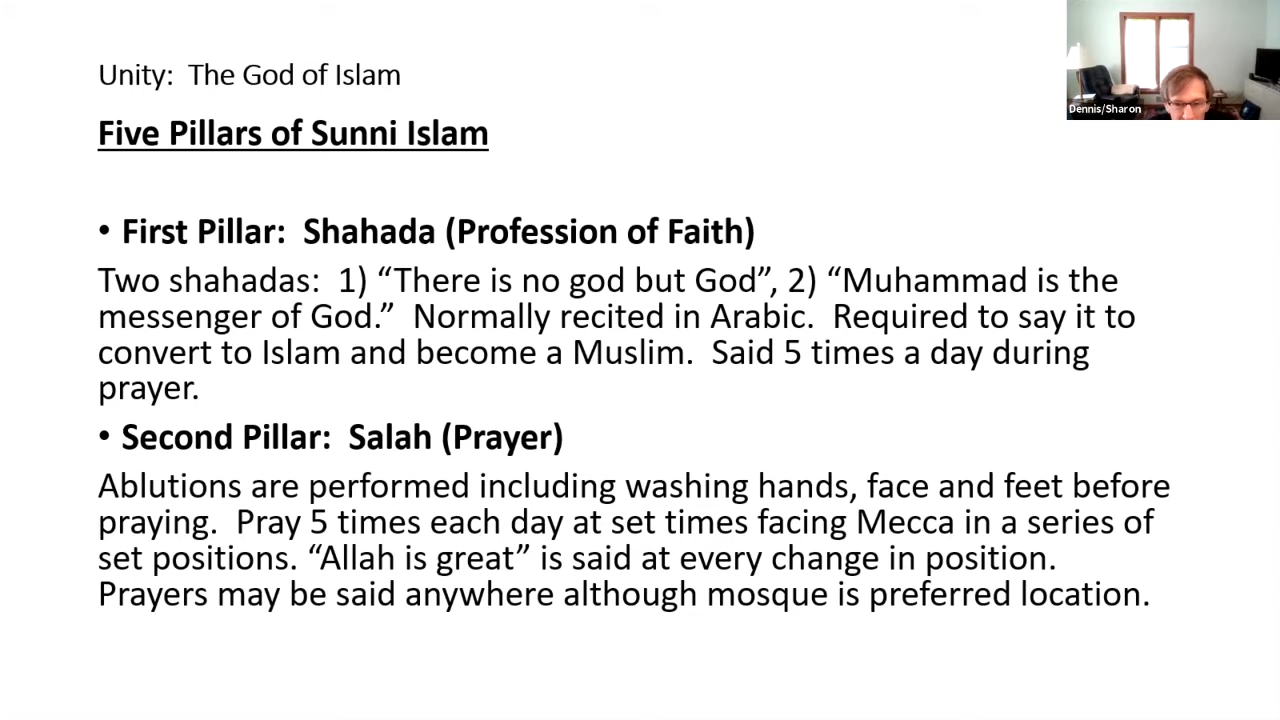 Unity:  The God of Islam
Five Pillars of Sunni Islam
Dennis/Sharon
• First Pillar:  Shahada (Profession of Faith)
Two shahadas:  1) “There is no god but God”, 2) “Muhammad is the
messenger of God.”  Normally recited in Arabic.  Required to say it to
convert to Islam and become a Muslim.  Said 5 times a day during
prayer.
• Second Pillar:  Salah (Prayer)
Ablutions are performed including washing hands, face and feet before
praying.  Pray 5 times each day at set times facing Mecca in a series of
set positions. “Allah is great” is said at every change in position.
Prayers may be said anywhere although mosque is preferred location.